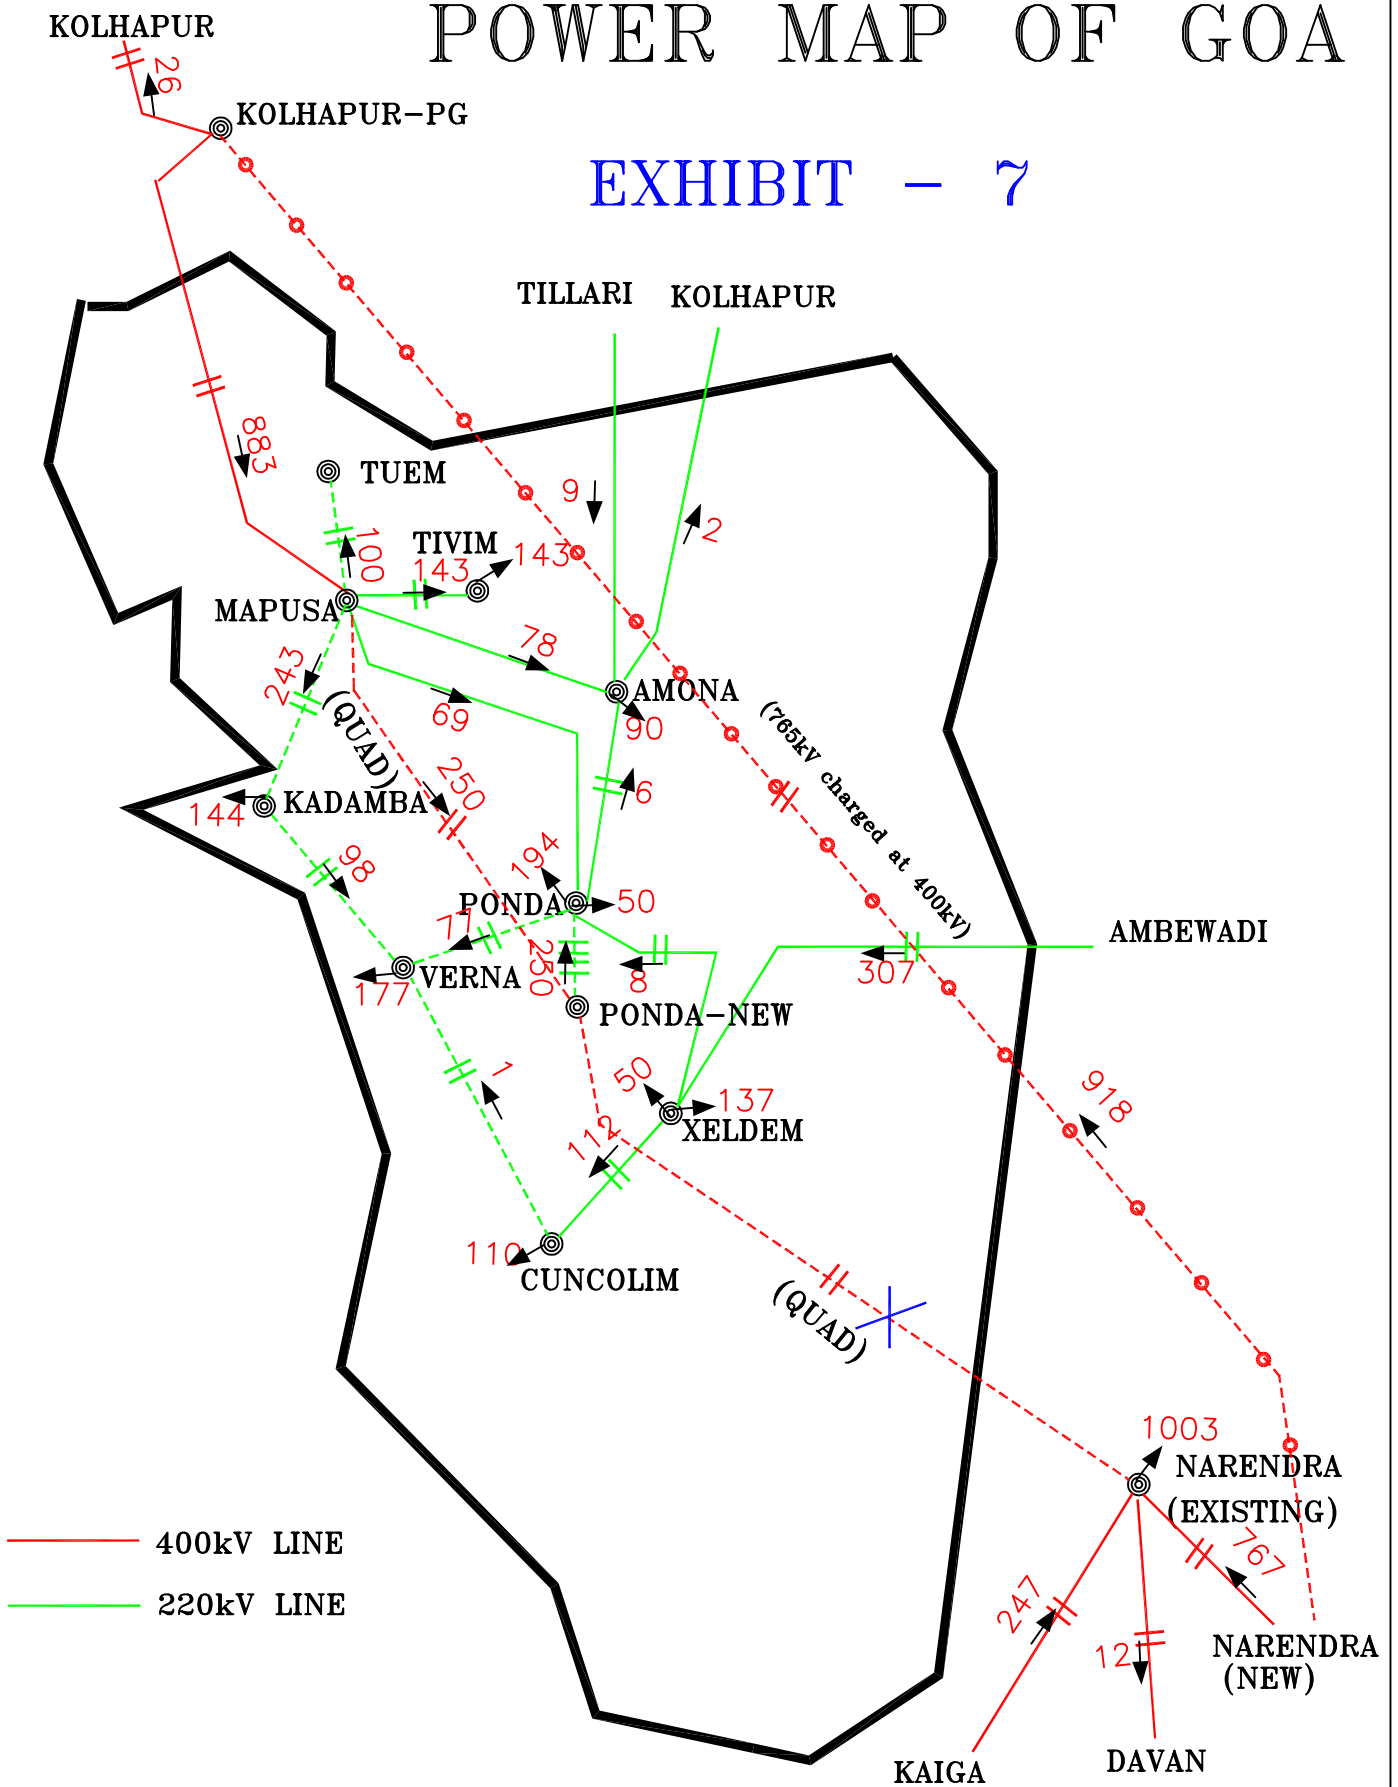 POWER MAP OF GOA
KOLHAPUR
26
KOLHAPUR-PG
EXHIBIT - 7
TILLARI
KOLHAPUR
883
TUEM
9
2
100
TIVIM
143
143
MAPUSA
78
243
(QUAD)
69
AMONA
90
(765kV charged at 400kV)
250
6
KADAMBA
144
98
194
PONDA
50
77
AMBEWADI
VERNA
177
250
8
307
PONDA-NEW
1
50
137
XELDEM
918
112
110
CUNCOLIM
(QUAD)
1003
NARENDRA
(EXISTING)
400kV LINE
767
220kV LINE
247
12
NARENDRA
(NEW)
KAIGA
DAVAN